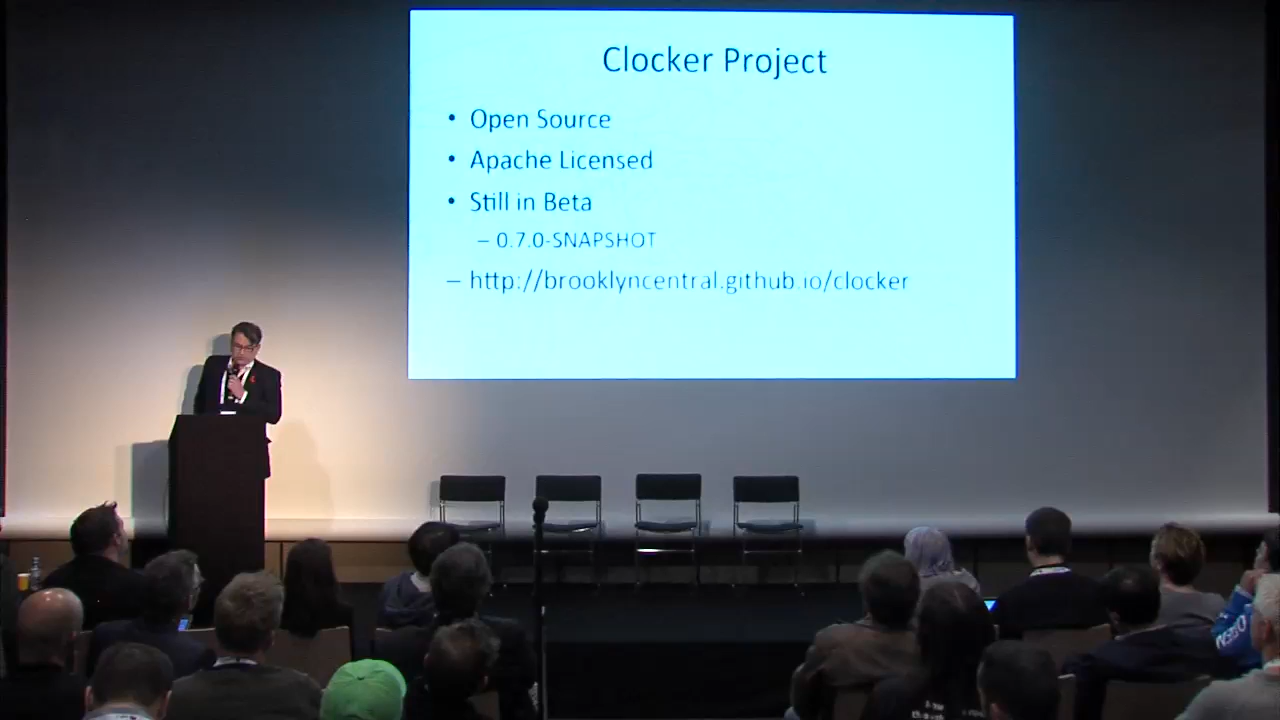 Clocker Project
• Open Source
• Apache Licensed
• Still in Beta
– 0.7.0-SNAPSHOT
– http://brooklyncentral.github.io/clocker